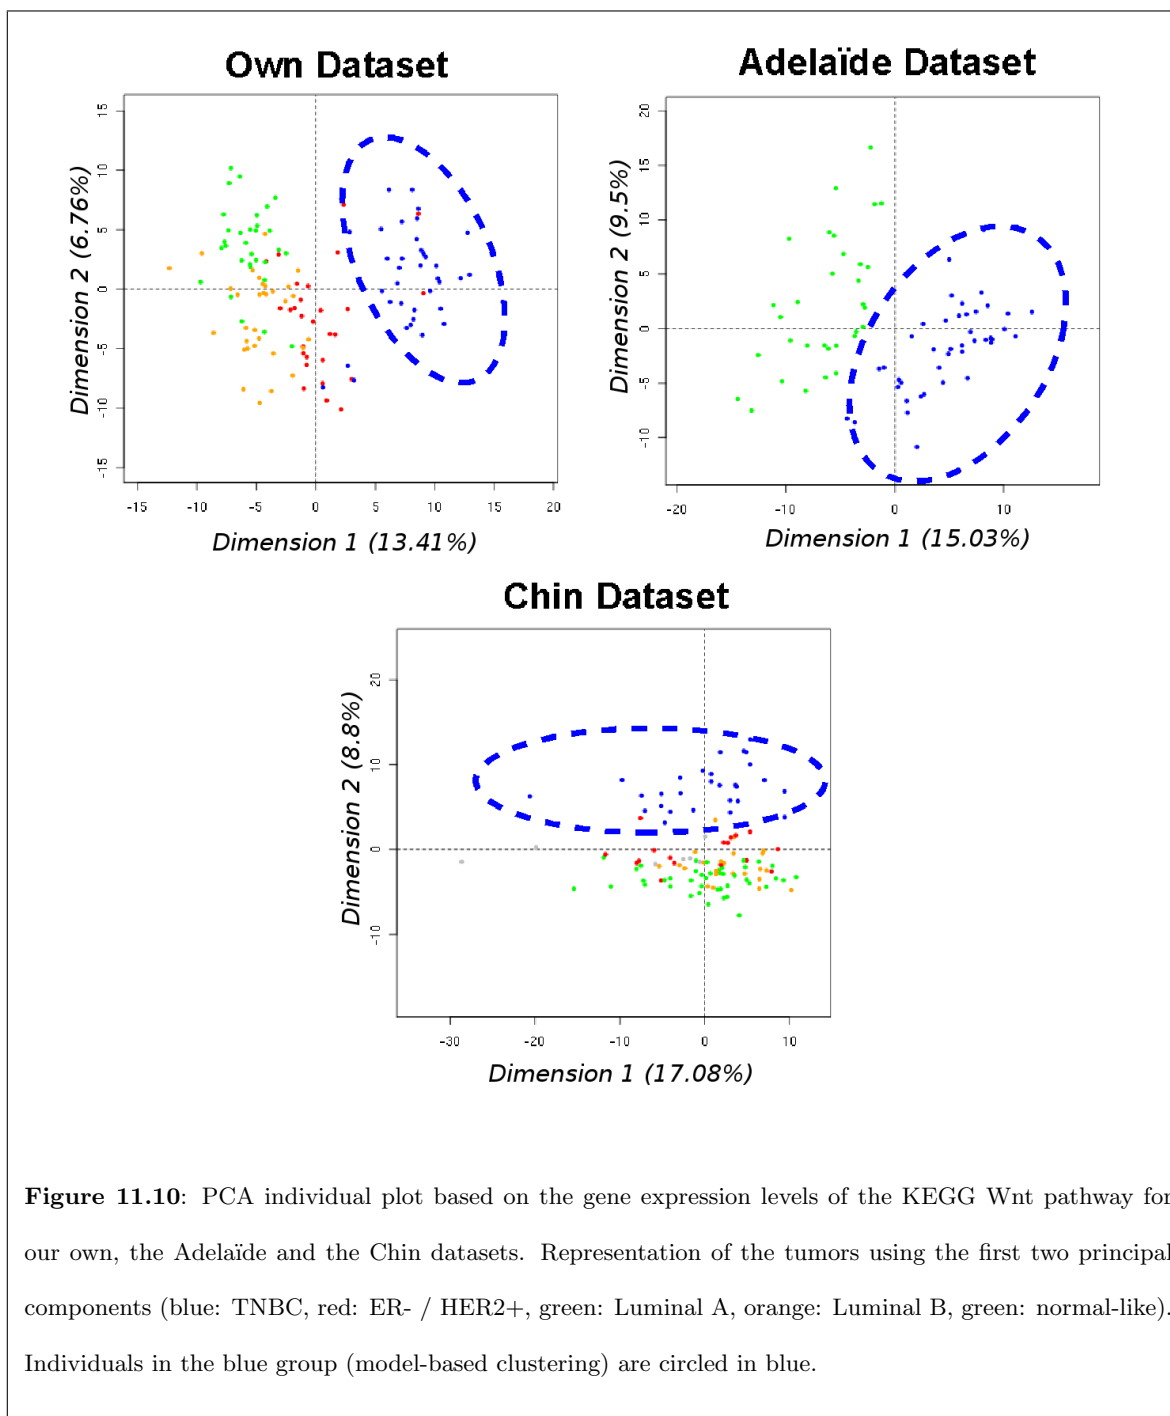 Own Dataset
15
10
5
0
-5
-10
-15
Dimension 2 (6.76%)
-15
-10
-5
0
5
10
15
20
Dimension 1 (13.41%)
Adelaïde Dataset
20
15
10
5
0
-5
-10
Dimension 2 (9.5%)
-20
-10
0
10
Dimension 1 (15.03%)
Chin Dataset
20
10
0
-10
Dimension 2 (8.8%)
-30
-20
-10
0
10
Dimension 1 (17.08%)
Figure 11.10: PCA individual plot based on the gene expression levels of the KEGG Wnt pathway for
our own, the Adelaïde and the Chin datasets. Representation of the tumors using the first two principal
components (blue: TNBC, red: ER- / HER2+, green: Luminal A, orange: Luminal B, green: normal-like).
Individuals in the blue group (model-based clustering) are circled in blue.